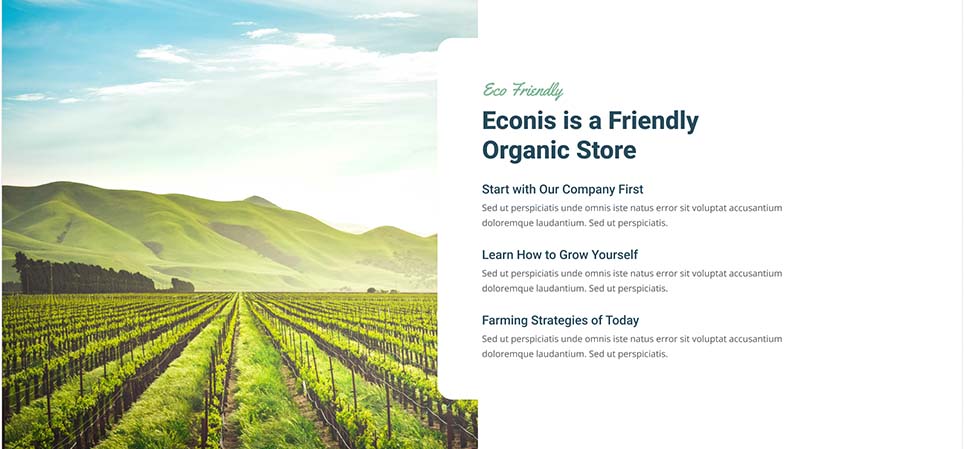 Eco Friendly
Econis is a Friendly
Organic Store
Start with Our Company First
Sed ut perspiciatis unde omnis iste natus error sit voluptat accusantium
doloremque laudantium. Sed ut perspiciatis.
Learn How to Grow Yourself
Sed ut perspiciatis unde omnis iste natus error sit voluptat accusantium
doloremque laudantium. Sed ut perspiciatis.
Farming Strategies of Today
Sed ut perspiciatis unde omnis iste natus error sit voluptat accusantium
doloremque laudantium. Sed ut perspiciatis.